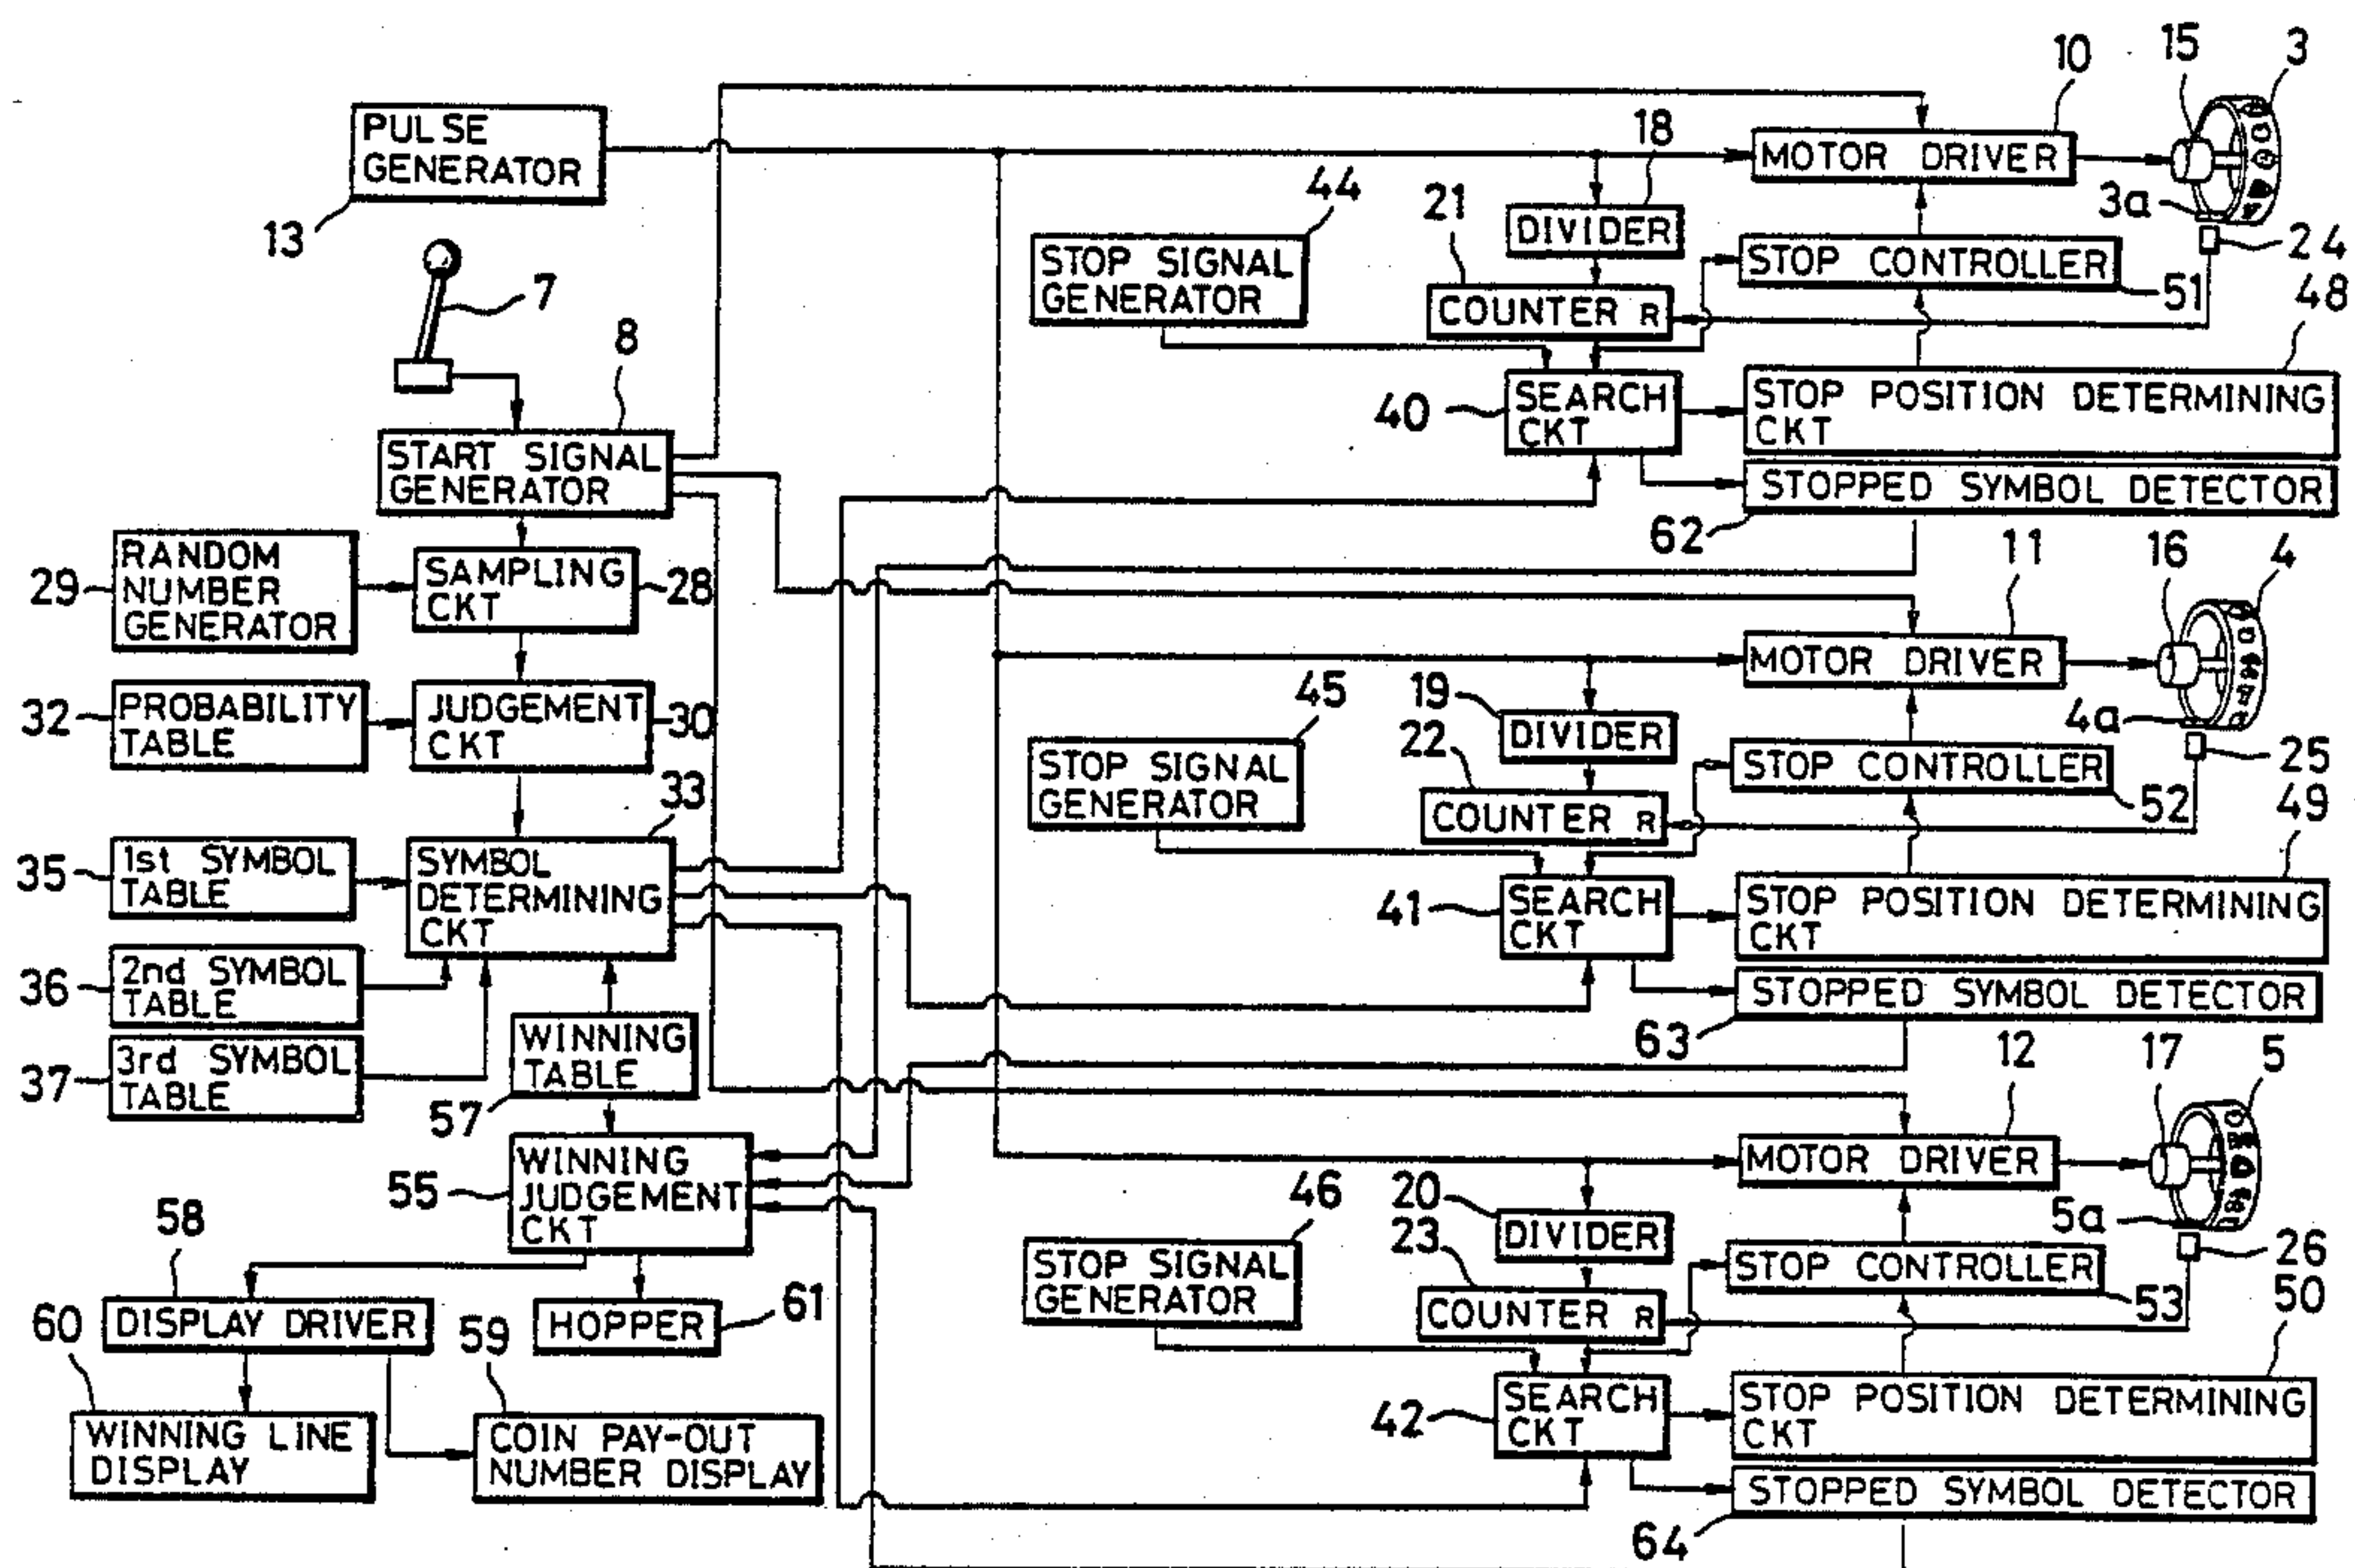 PULSE
GENERATOR
13
7
8
START SIGNAL
GENERATOR
RANDOM
NUMBER
GENERATOR
29
SAMPLING
CKT
28
PROBABILITY
TABLE
32
JUDGEMENT
CKT
30
33
1st SYMBOL
TABLE
35
SYMBOL
DETERMINING
CKT
2nd SYMBOL
TABLE
36
3rd SYMBOL
TABLE
37
WINNING
TABLE
57
WINNING
JUDGEMENT
CKT
55
58
DISPLAY DRIVER
HOPPER
61
60
WINNING LINE
DISPLAY
59
COIN PAY-OUT
NUMBER DISPLAY
10
15
3
MOTOR DRIVER
18
DIVIDER
3a
24
44
STOP SIGNAL
GENERATOR
21
COUNTER R
STOP CONTROLLER
51
48
40
SEARCH
CKT
STOP POSITION DETERMINING
CKT
STOPPED SYMBOL DETECTOR
62
11
16
4
MOTOR DRIVER
19
DIVIDER
4a
25
45
STOP SIGNAL
GENERATOR
22
COUNTER R
STOP CONTROLLER
52
49
41
SEARCH
CKT
STOP POSITION DETERMINING
CKT
STOPPED SYMBOL DETECTOR
63
12
17
5
MOTOR DRIVER
20
DIVIDER
5a
26
46
STOP SIGNAL
GENERATOR
23
COUNTER R
STOP CONTROLLER
53
50
42
SEARCH
CKT
STOP POSITION DETERMINING
CKT
STOPPED SYMBOL DETECTOR
64